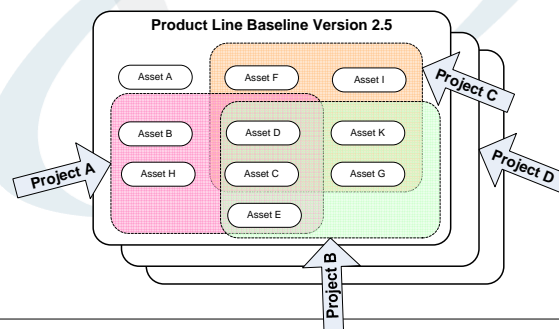 Product Line Baseline Version 2.5
Asset A
Asset F
Asset I
Project C
Asset B
Asset D
Asset K
Project A
Asset H
Asset C
Asset G
Project D
Asset E
Project B